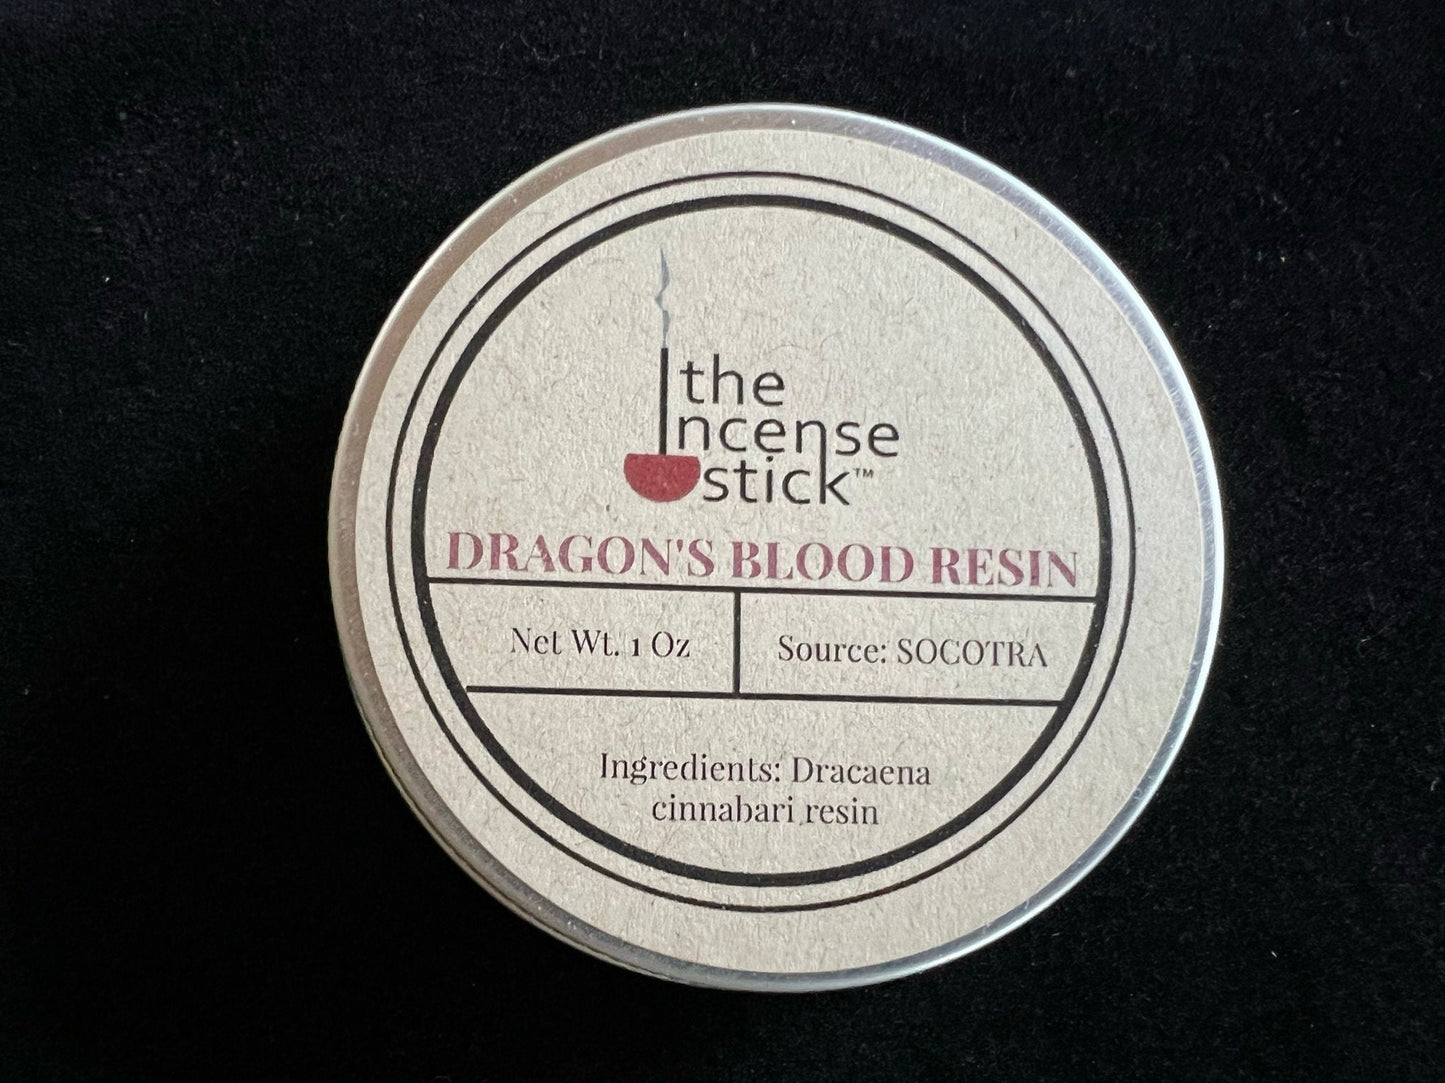 the
incense
stick™
DRAGON'S BLOOD RESIN
Net Wt. 1 Oz
Source: SOCOTRA
Ingredients: Dracaena
cinnabari resin